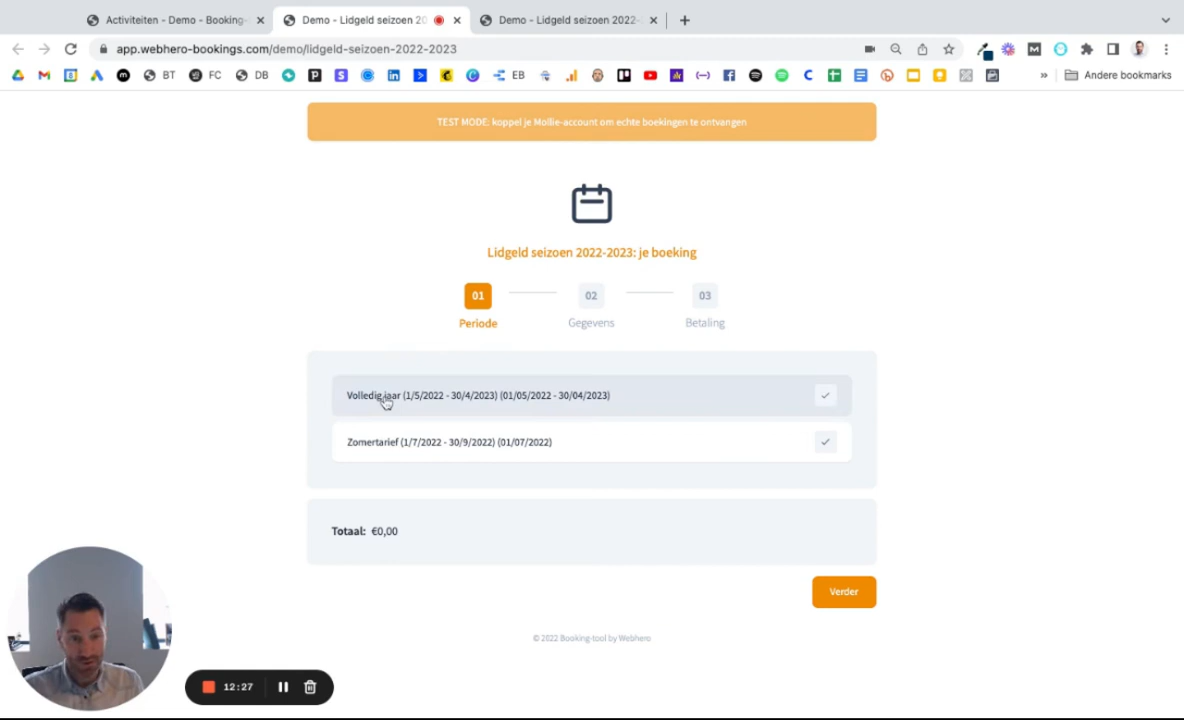 Activiteiten - Demo - Booking-
Demo - Lidgeld seizoen 20
Demo - Lidgeld seizoen 2022-
app.webhero-bookings.com/demo/lidgeld-seizoen-2022-2023
BT
FC
DB
EB
»
Andere bookmarks
TEST MODE: koppel je Mollie-account om echte boekingen te ontvangen
Lidgeld seizoen 2022-2023: je boeking
01
02
03
Periode
Gegevens
Betaling
Volledig jaar (1/5/2022 - 30/4/2023) (01/05/2022 - 30/04/2023)
Zomertarief (1/7/2022 - 30/9/2022) (01/07/2022)
Totaal: €0,00
Verder
© 2022 Booking-tool by Webhero
12:27